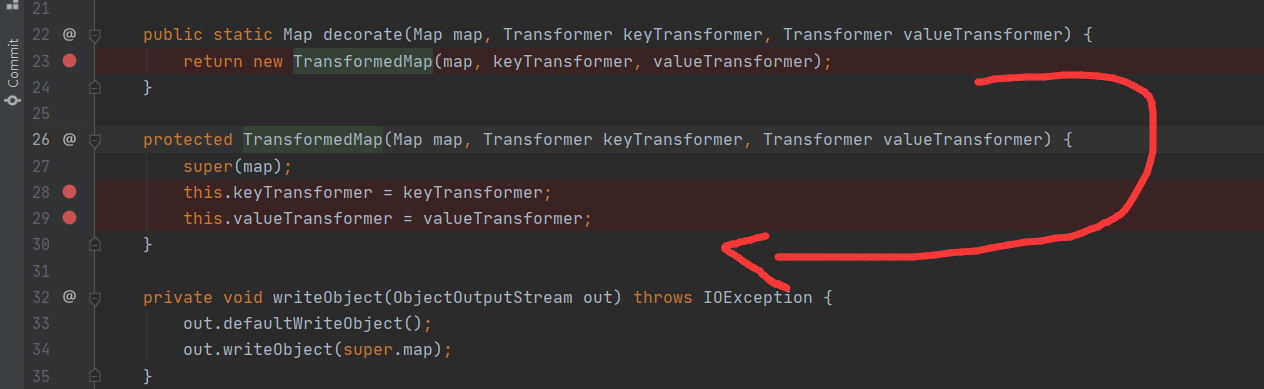 Commit
21
22 @ public static Map decorate(Map map, Transformer keyTransformer, Transformer valueTransformer) {
23 return new TransformedMap(map, keyTransformer, valueTransformer);
24 }
25
26 @ protected TransformedMap(Map map, Transformer keyTransformer, Transformer valueTransformer) {
27 super(map);
28 this.keyTransformer = keyTransformer;
29 this.valueTransformer = valueTransformer;
30 }
31
32 @ private void writeObject(ObjectOutputStream out) throws IOException {
33 out.defaultWriteObject();
34 out.writeObject(super.map);
35 }